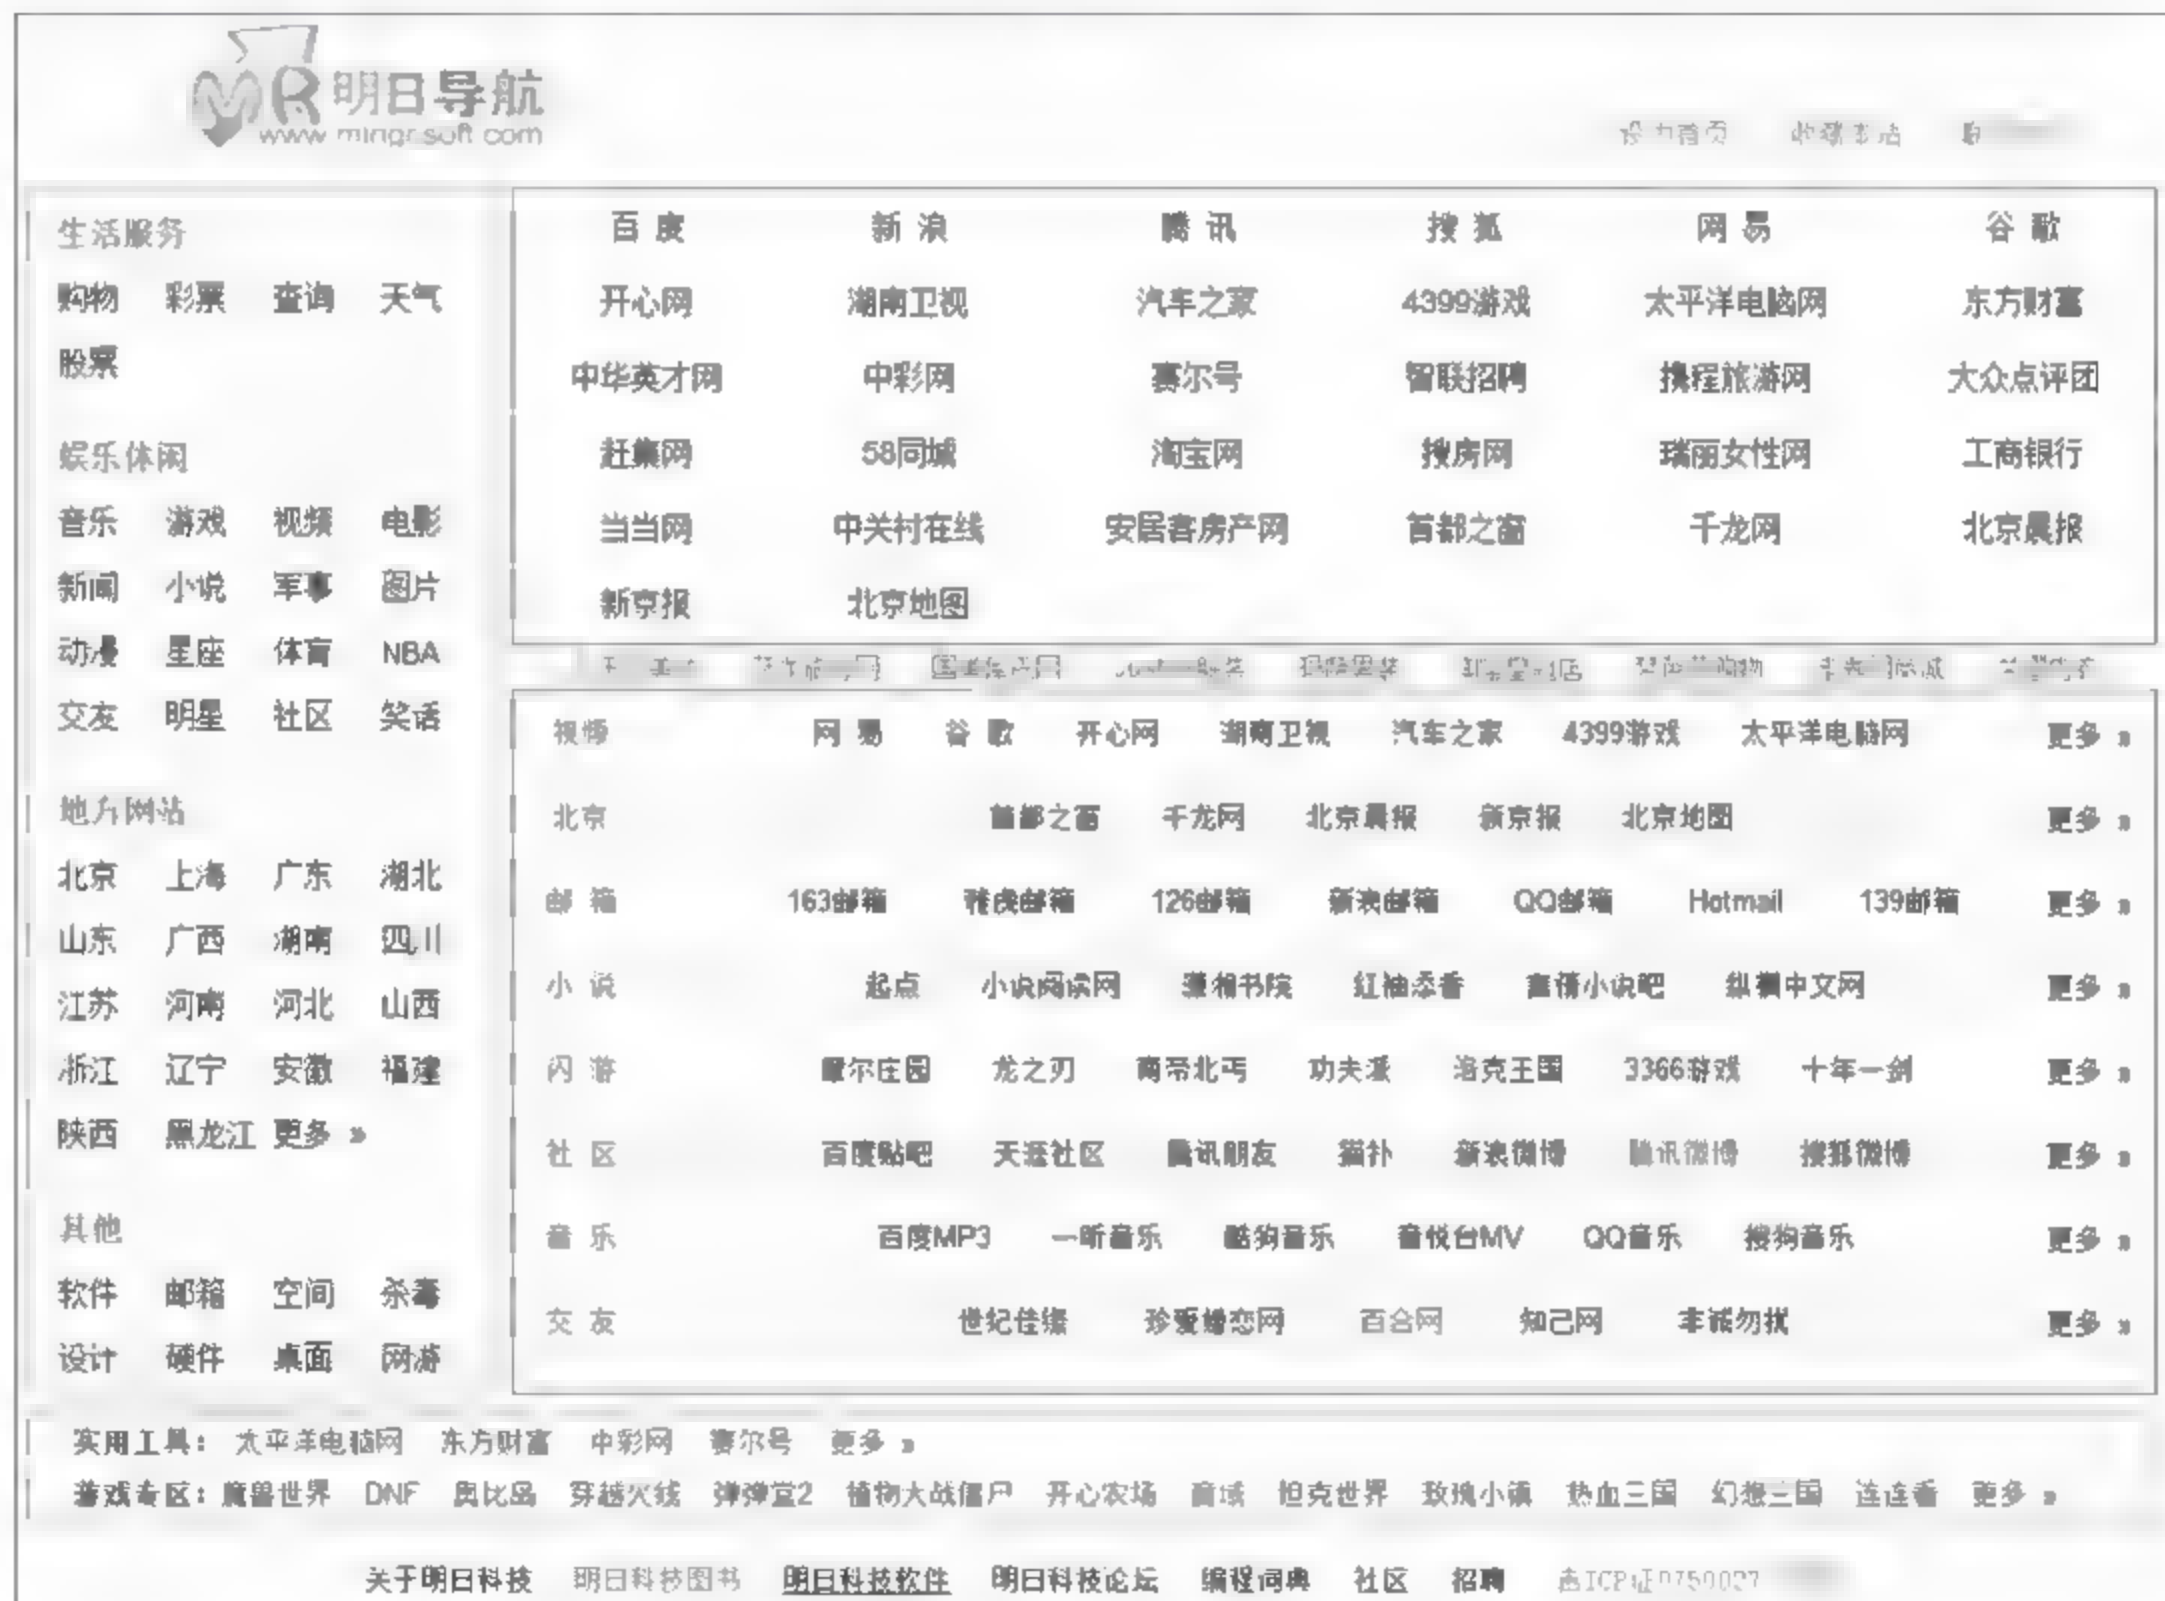 明日导航
www.mingrisoft.com
设为首页 收藏本站
生活服务
购物 彩票 查询 天气
股票
娱乐休闲
音乐 游戏 视频 电影
新闻 小说 军事 图片
动漫 星座 体育 NBA
交友 明星 社区 笑话
地方网站
北京 上海 广东 湖北
山东 广西 湖南 四川
江苏 河南 河北 山西
浙江 辽宁 安徽 福建
陕西 黑龙江 更多 »
其他
软件 邮箱 空间 杀毒
设计 硬件 桌面 网游
百度 新浪 腾讯 搜狐 网易 谷歌
开心网 湖南卫视 汽车之家 4399游戏 太平洋电脑网 东方财富
中华英才网 中彩网 赛尔号 智联招聘 携程旅游网 大众点评团
赶集网 58同城 淘宝网 搜房网 瑞丽女性网 工商银行
当当网 中关村在线 安居客房产网 首都之窗 千龙网 北京晨报
新京报 北京地图
视频 网易 谷歌 开心网 湖南卫视 汽车之家 4399游戏 太平洋电脑网 更多 »
北京 首都之窗 千龙网 北京晨报 新京报 北京地图 更多 »
邮箱 163邮箱 雅虎邮箱 126邮箱 新浪邮箱 QQ邮箱 Hotmail 139邮箱 更多 »
小说 起点 小说阅读网 潇湘书院 红袖添香 言情小说吧 纵横中文网 更多 »
闪游 摩尔庄园 龙之刃 南帝北丐 功夫派 洛克王国 3366游戏 十年一剑 更多 »
社区 百度贴吧 天涯社区 腾讯朋友 猫扑 新浪微博 腾讯微博 搜狐微博 更多 »
音乐 百度MP3 一听音乐 酷狗音乐 音悦台MV QQ音乐 搜狗音乐 更多 »
交友 世纪佳缘 珍爱婚恋网 百合网 知己网 非诚勿扰 更多 »
实用工具： 太平洋电脑网 东方财富 中彩网 赛尔号 更多 »
游戏专区： 魔兽世界 DNF 奥比岛 穿越火线 弹弹堂2 植物大战僵尸 开心农场 商域 坦克世界 玫瑰小镇 热血三国 幻想三国 连连看 更多 »
关于明日科技 明日科技图书 明日科技软件 明日科技论坛 编程词典 社区 招聘